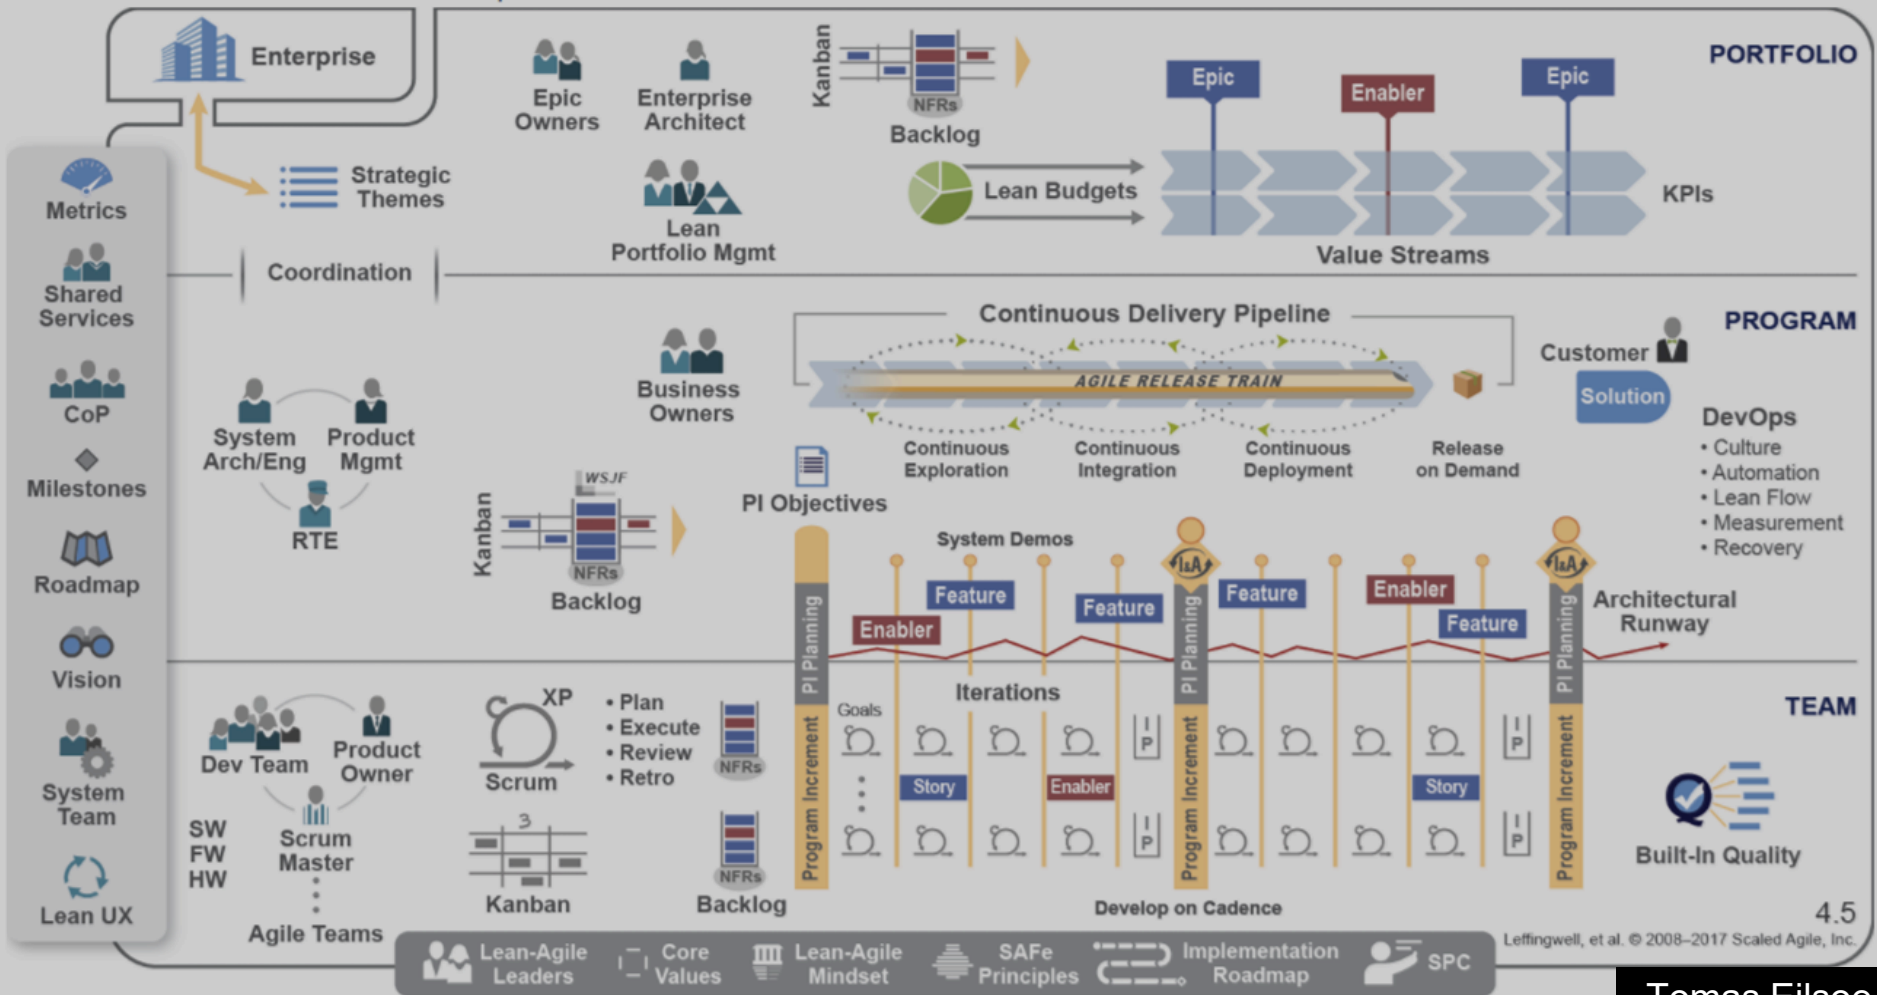 Enterprise
Epic
Owners
Enterprise
Architect
Kanban
NFRs
Backlog
Epic
Enabler
Epic
PORTFOLIO
Strategic
Themes
Lean
Portfolio Mgmt
Lean Budgets
KPIs
Value Streams
Metrics
Shared
Services
CoP
Milestones
Roadmap
Vision
System
Team
Lean UX
Coordination
Continuous Delivery Pipeline
PROGRAM
Business
Owners
AGILE RELEASE TRAIN
Customer
Solution
System
Arch/Eng
Product
Mgmt
RTE
Continuous
Exploration
Continuous
Integration
Continuous
Deployment
Release
on Demand
DevOps
• Culture
• Automation
• Lean Flow
• Measurement
• Recovery
Kanban
WSJF
NFRs
Backlog
PI Objectives
System Demos
PI Planning
Enabler
Feature
Feature
I&A
PI Planning
Feature
Enabler
Feature
I&A
PI Planning
Architectural
Runway
Dev Team
Product
Owner
Scrum
Master
SW
FW
HW
Agile Teams
XP
Scrum
• Plan
• Execute
• Review
• Retro
3
Kanban
NFRs
NFRs
Backlog
Program Increment
Goals
Iterations
Story
Enabler
I
P
I
P
Program Increment
Story
I
P
I
P
Program Increment
Develop on Cadence
TEAM
Built-In Quality
4.5
Leffingwell, et al. © 2008–2017 Scaled Agile, Inc.
Lean-Agile
Leaders
Core
Values
Lean-Agile
Mindset
SAFe
Principles
Implementation
Roadmap
SPC
Tomas